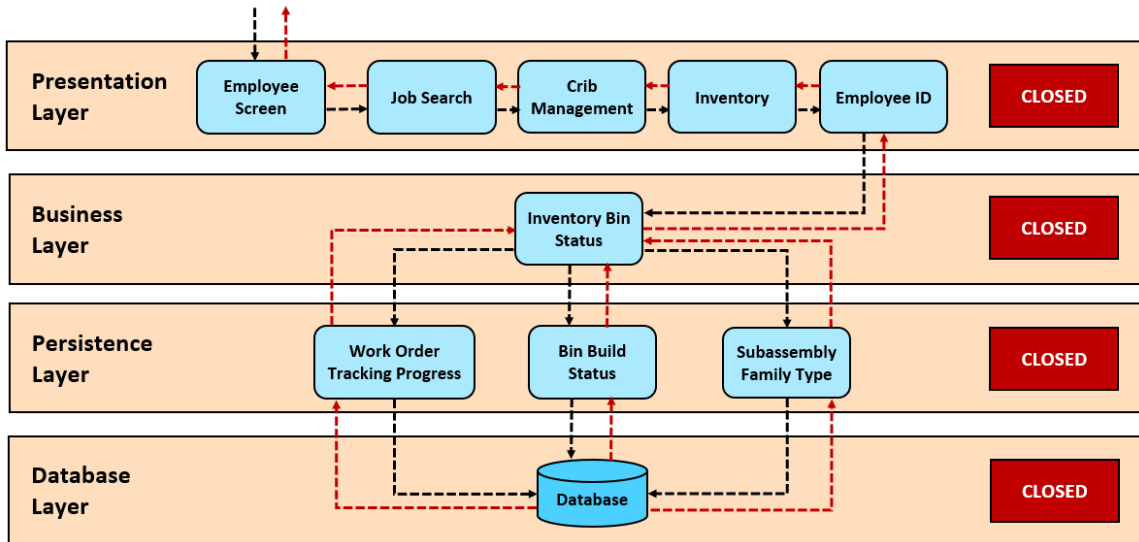 Presentation
Layer
Employee
Screen
Job Search
Crib
Management
Inventory
Employee ID
CLOSED
Business
Layer
Inventory Bin
Status
CLOSED
Persistence
Layer
Work Order
Tracking Progress
Bin Build
Status
Subassembly
Family Type
CLOSED
Database
Layer
Database
CLOSED